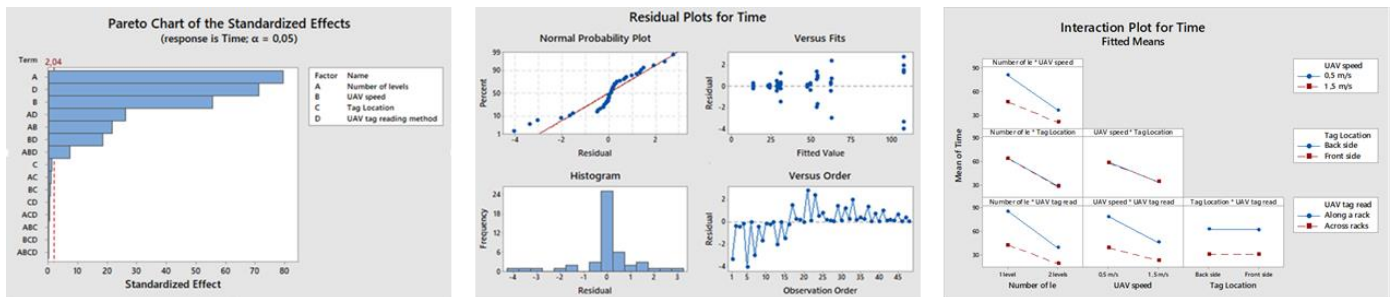 Pareto Chart of the Standardized Effects
(response is Time; α = 0,05)
Term
2,04
A
D
B
AD
AB
BD
ABD
C
AC
BC
CD
ACD
ABC
BCD
ABCD
0 10 20 30 40 50 60 70 80
Standardized Effect
Factor Name
A Number of levels
B UAV speed
C Tag Location
D UAV tag reading method
Residual Plots for Time
Normal Probability Plot
Percent
99
90
50
10
1
-4 -2 0 2
Residual
Versus Fits
Residual
2
0
-2
-4
0 25 50 75 100
Fitted Value
Histogram
Frequency
24
18
12
6
0
-4 -3 -2 -1 0 1 2 3
Residual
Versus Order
Residual
2
0
-2
-4
1 5 10 15 20 25 30 35 40 45
Observation Order
Interaction Plot for Time
Fitted Means
Mean of Time
Number of le * UAV speed
90
60
30
UAV speed
0,5 m/s
1,5 m/s
Number of le * Tag Location
UAV speed * Tag Location
90
60
30
Tag Location
Back side
Front side
Number of le * UAV tag read
UAV speed * UAV tag read
Tag Location * UAV tag read
90
60
30
UAV tag read
Along a rack
Across racks
1 level 2 levels
0,5 m/s 1,5 m/s
Back side Front side
Number of le
UAV speed
Tag Location